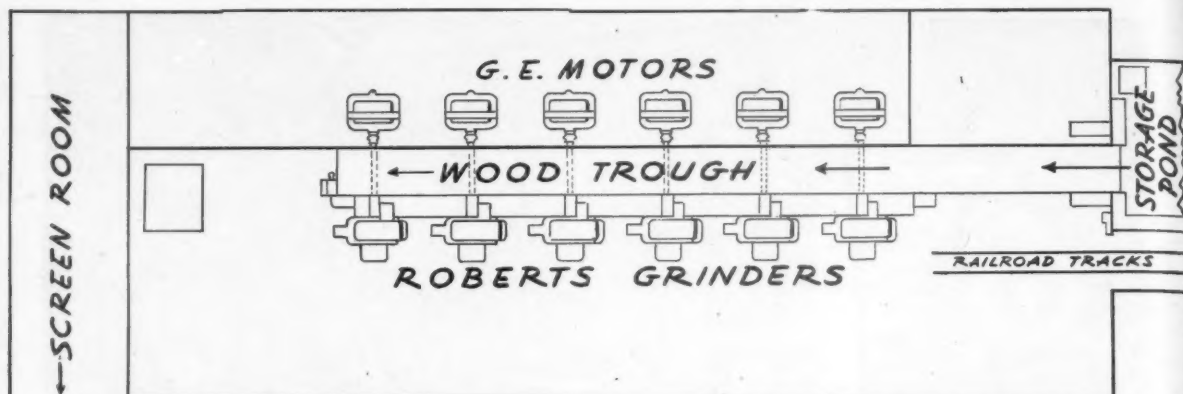 G. E. MOTORS
WOOD TROUGH
ROBERTS GRINDERS
SCREEN ROOM
STORAGE
POND
RAILROAD TRACKS